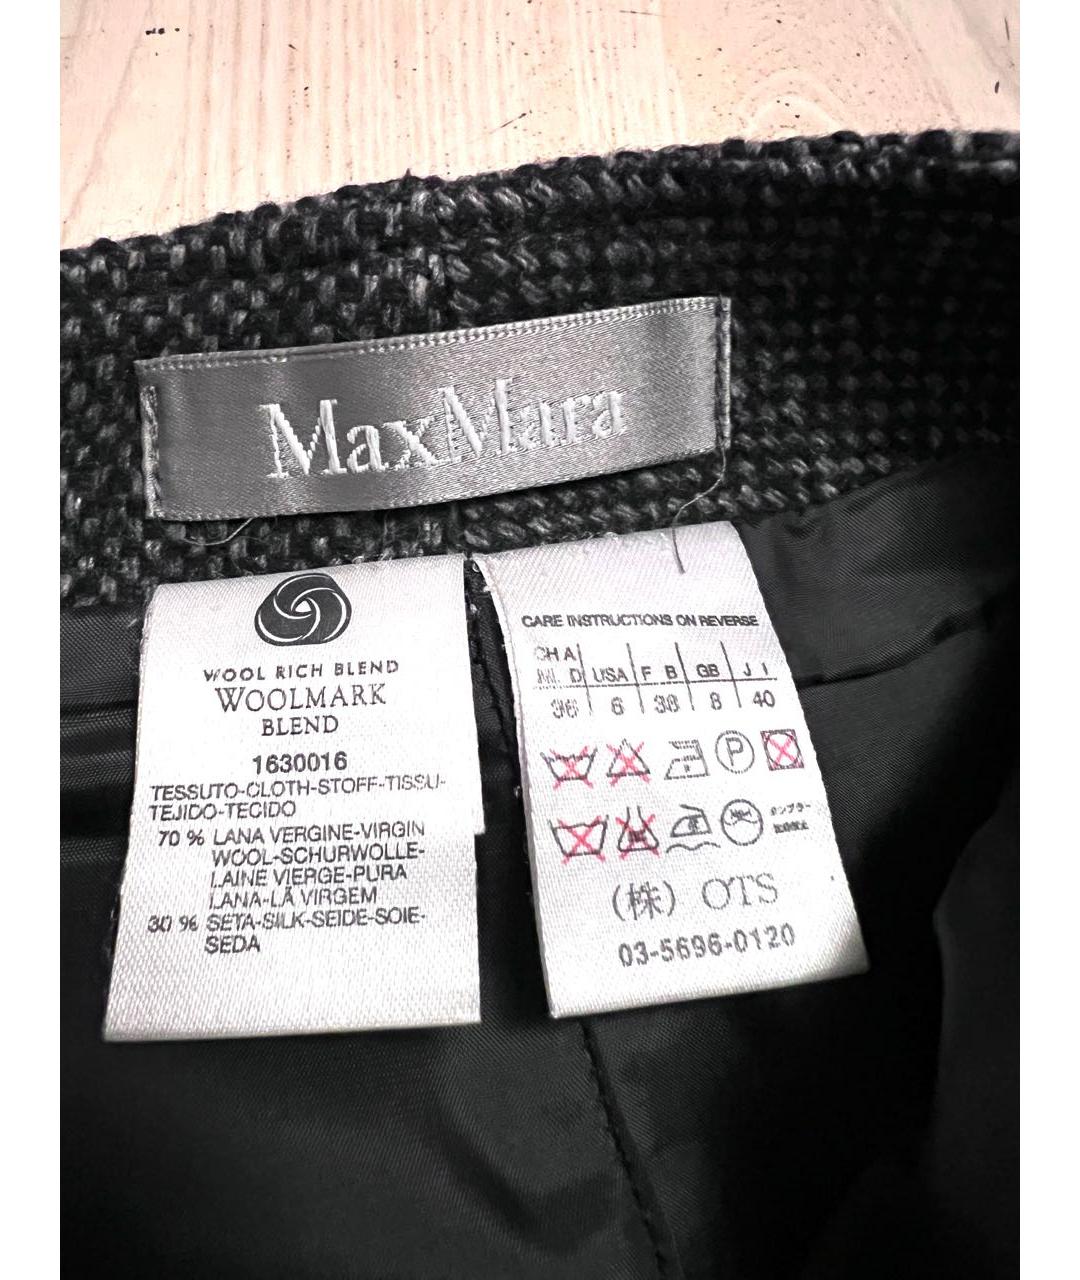 MaxMara
WOOL RICH BLEND
WOOLMARK
BLEND
1630016
TESSUTO-CLOTH-STOFF-TISSU-
TEJIDO-TECIDO
70 % LANA VERGINE-VIRGIN
WOOL-SCHURWOLLE-
LAINE VIERGE-PURA
LANA-LÃ VIRGEM
30 % SETA-SILK-SEIDE-SOIE-
SEDA
CARE INSTRUCTIONS ON REVERSE
CH A
NL D USA F B GB J I
36 6 38 8 40
P
(株) OTS
03-5696-0120